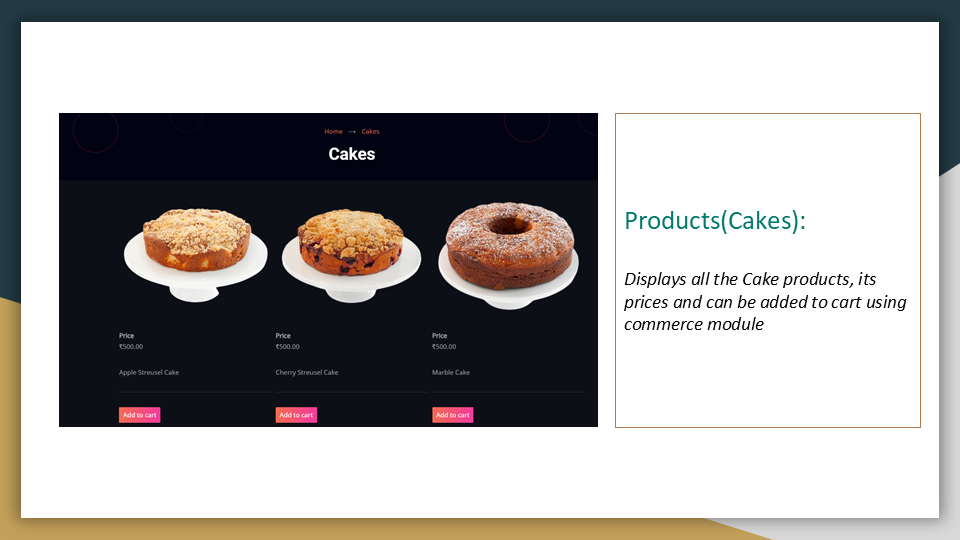 Home → Cakes
Cakes
Price Price Price
₹500.00 ₹500.00 ₹500.00
Apple Streusel Cake Cherry Streusel Cake Marble Cake
Add to cart Add to cart Add to cart
Products(Cakes):
Displays all the Cake products, its
prices and can be added to cart using
commerce module